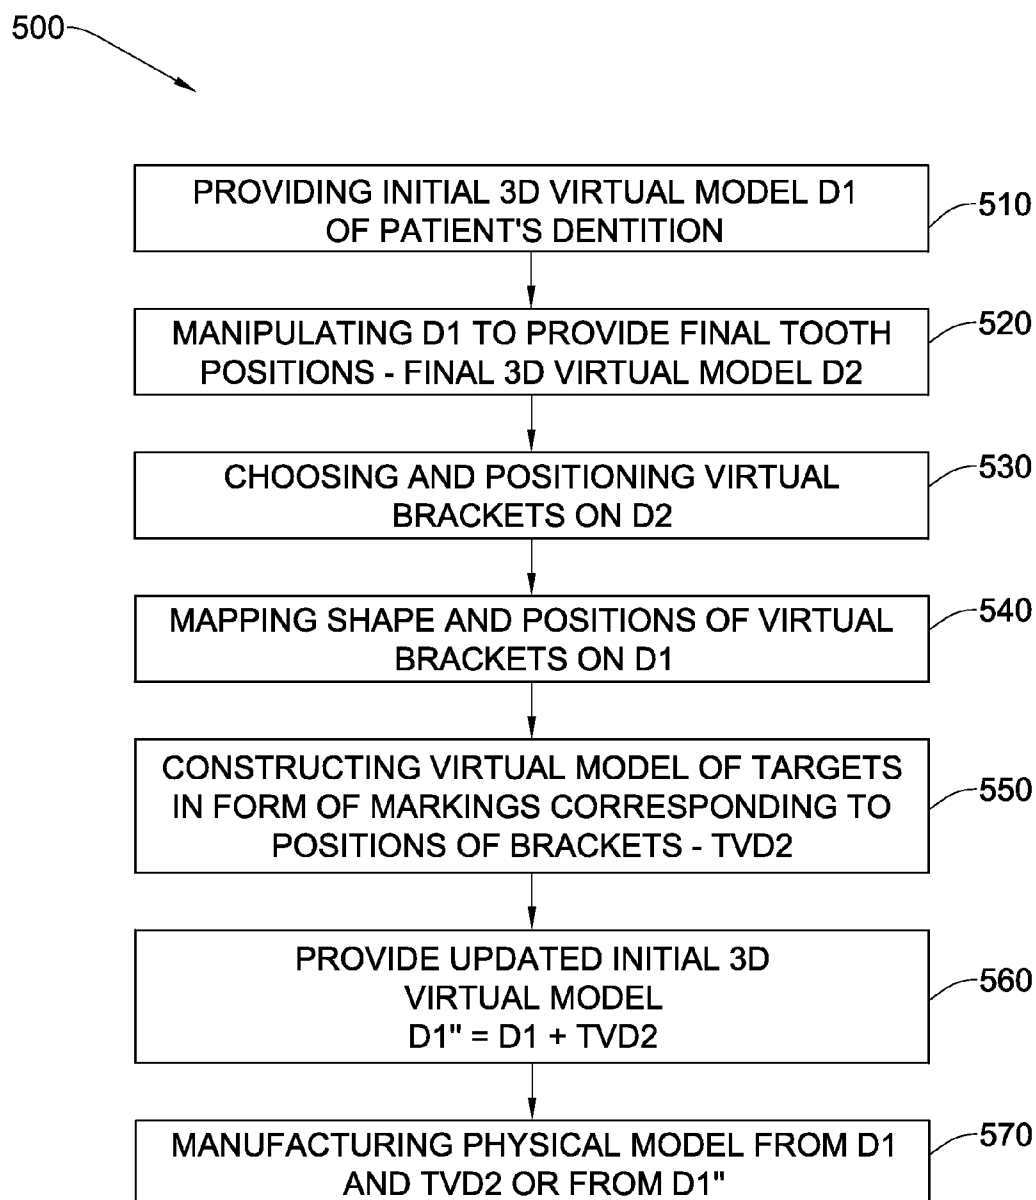 500
PROVIDING INITIAL 3D VIRTUAL MODEL D1
OF PATIENT'S DENTITION
510
MANIPULATING D1 TO PROVIDE FINAL TOOTH
POSITIONS - FINAL 3D VIRTUAL MODEL D2
520
CHOOSING AND POSITIONING VIRTUAL
BRACKETS ON D2
530
MAPPING SHAPE AND POSITIONS OF VIRTUAL
BRACKETS ON D1
540
CONSTRUCTING VIRTUAL MODEL OF TARGETS
IN FORM OF MARKINGS CORRESPONDING TO
POSITIONS OF BRACKETS - TVD2
550
PROVIDE UPDATED INITIAL 3D
VIRTUAL MODEL
D1" = D1 + TVD2
560
MANUFACTURING PHYSICAL MODEL FROM D1
AND TVD2 OR FROM D1"
570